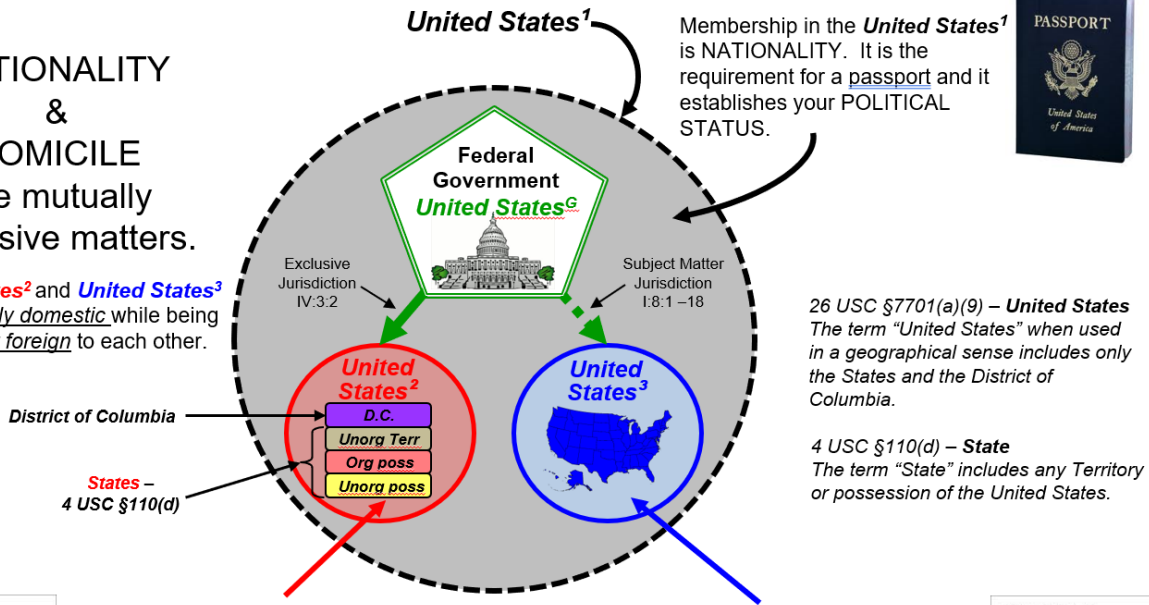 United States¹
TIONALITY
&
OMICILE
e mutually
sive matters.
es² and United States³
ly domestic while being
foreign to each other.
Membership in the United States¹
is NATIONALITY. It is the
requirement for a passport and it
establishes your POLITICAL
STATUS.
PASSPORT
United States
of America
Federal
Government
United Statesᴳ
Exclusive
Jurisdiction
IV:3:2
Subject Matter
Jurisdiction
I:8:1 –18
United
States²
D.C.
Unorg Terr
Org poss
Unorg poss
United
States³
District of Columbia
States –
4 USC §110(d)
26 USC §7701(a)(9) – United States
The term “United States” when used
in a geographical sense includes only
the States and the District of
Columbia.
4 USC §110(d) – State
The term “State” includes any Territory
or possession of the United States.